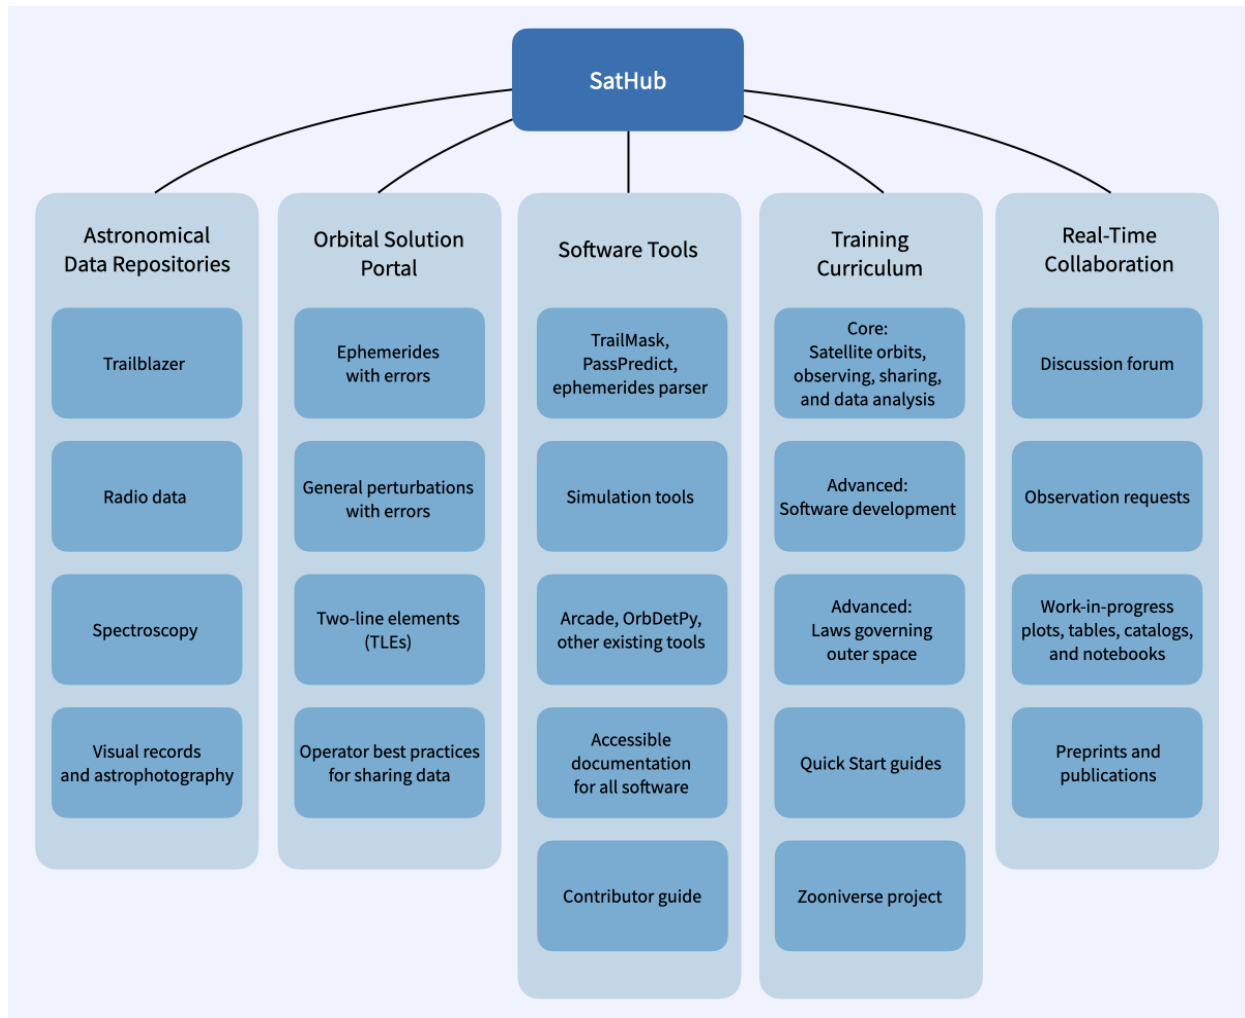 SatHub
Astronomical
Data Repositories
Trailblazer
Radio data
Spectroscopy
Visual records
and astrophotography
Orbital Solution
Portal
Ephemerides
with errors
General perturbations
with errors
Two-line elements
(TLEs)
Operator best practices
for sharing data
Software Tools
TrailMask,
PassPredict,
ephemerides parser
Simulation tools
Arcade, OrbDetPy,
other existing tools
Accessible
documentation
for all software
Contributor guide
Training
Curriculum
Core:
Satellite orbits,
observing, sharing,
and data analysis
Advanced:
Software development
Advanced:
Laws governing
outer space
Quick Start guides
Zooniverse project
Real-Time
Collaboration
Discussion forum
Observation requests
Work-in-progress
plots, tables, catalogs,
and notebooks
Preprints and
publications